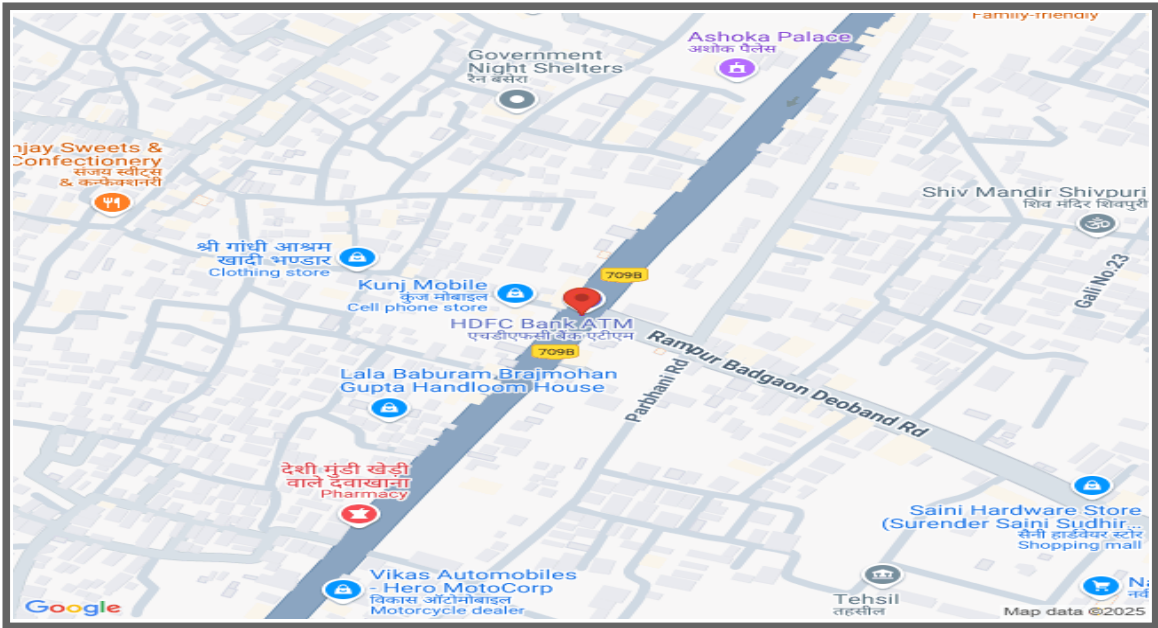 Family-friendly
Ashoka Palace
अशोक पैलेस
Government
Night Shelters
रैन बसेरा
njay Sweets &
Confectionery
संजय स्वीट्स
& कन्फेक्शनरी
Shiv Mandir Shivpuri
शिव मंदिर शिवपुरी
श्री गांधी आश्रम
खादी भण्डार
Clothing store
Gali No.23
709B
Kunj Mobile
कुंज मोबाइल
Cell phone store
HDFC Bank ATM
एचडीएफसी बैंक एटीएम
709B
Rampur Badgaon Deoband Rd
Parbhani Rd
Lala Baburam Brajmohan
Gupta Handloom House
देशी मुंडी खेड़ी
वाले दवाखाना
Pharmacy
Saini Hardware Store
(Surender Saini Sudhir...
सैनी हार्डवेयर स्टोर
Shopping mall
Vikas Automobiles
- Hero MotoCorp
विकास ऑटोमोबाइल
Motorcycle dealer
Tehsil
तहसील
Na
नवी
Google
Map data ©2025